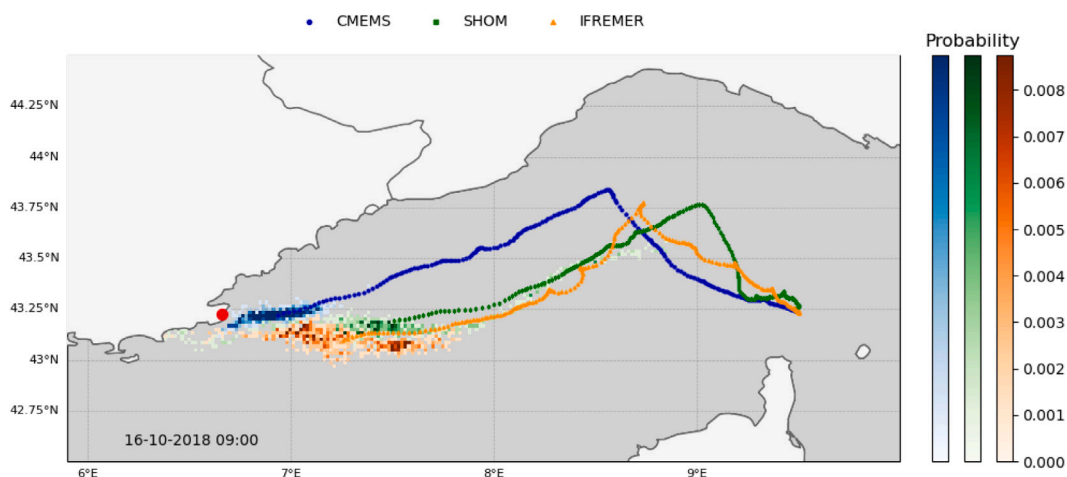 CMEMS SHOM IFREMER
Probability
44.25°N
44°N
43.75°N
43.5°N
43.25°N
43°N
42.75°N
16-10-2018 09:00
6°E 7°E 8°E 9°E
0.008
0.007
0.006
0.005
0.004
0.003
0.002
0.001
0.000